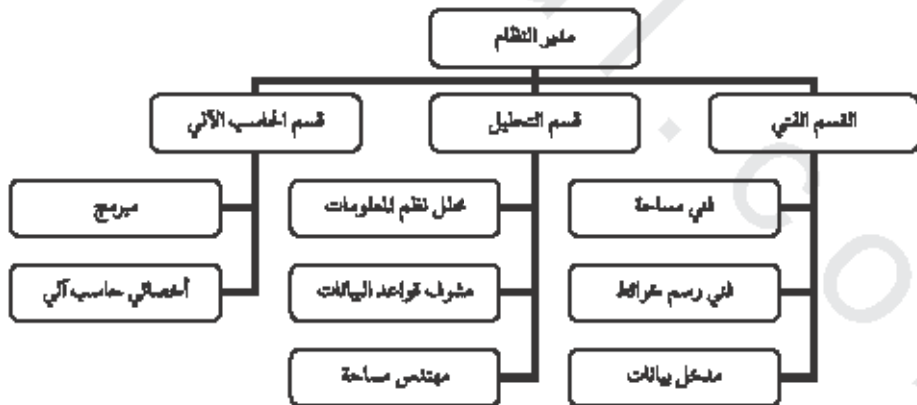 مدير النظام
القسم الفني
قسم التحليل
قسم الحاسب الآلي
فني مساحة
محلل نظم المعلومات
مبرمج
فني رسم خرائط
مشرف قواعد البيانات
أخصائي حاسب آلي
مدخل بيانات
مهندس مساحة